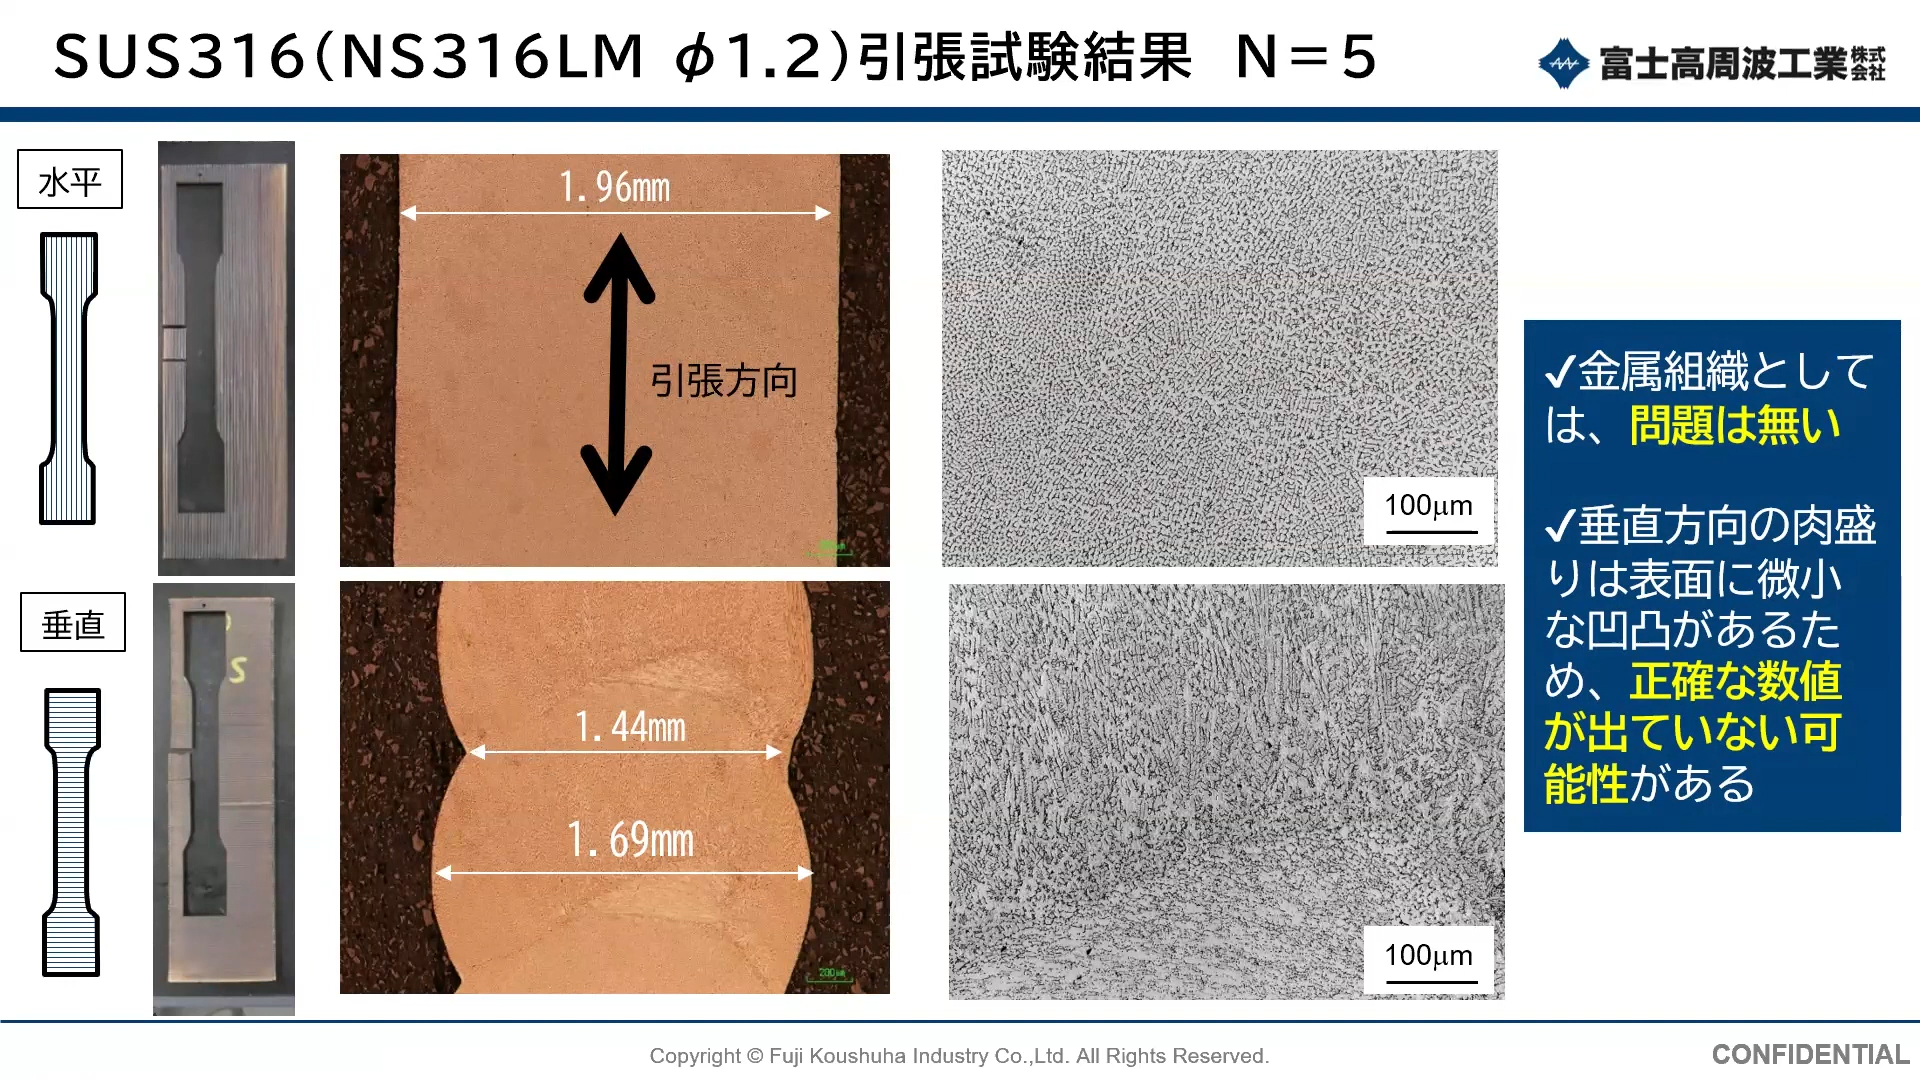 SUS316(NS316LM φ1.2)引張試験結果 N＝5
富士高周波工業株式会社
水平
1.96mm
引張方向
100μm
垂直
S
1.44mm
1.69mm
200μm
100μm
✓金属組織として
は、問題は無い
✓垂直方向の肉盛
りは表面に微小
な凹凸があるた
め、正確な数値
が出ていない可
能性がある
Copyright © Fuji Koushuha Industry Co.,Ltd. All Rights Reserved.
CONFIDENTIAL